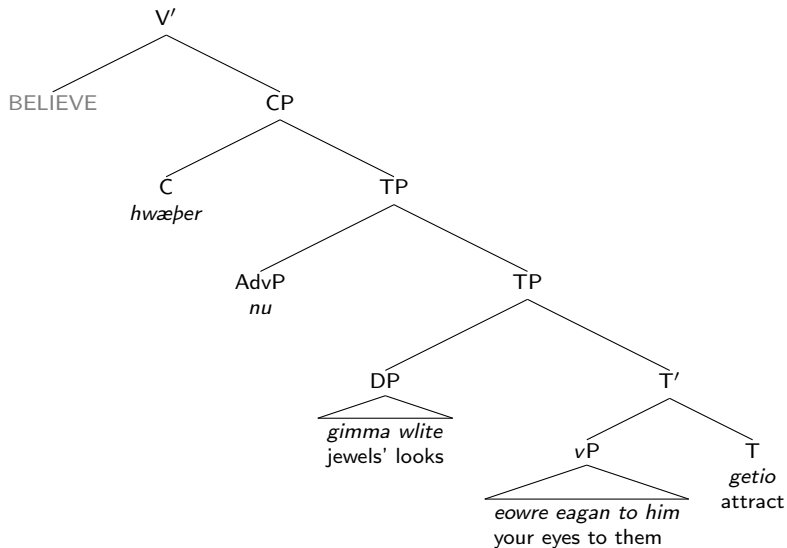 V′
BELIEVE CP
C TP
hwæþer
AdvP TP
nu
DP T′
gimma wlite
jewels' looks
vP T
eowre eagan to him getio
your eyes to them attract